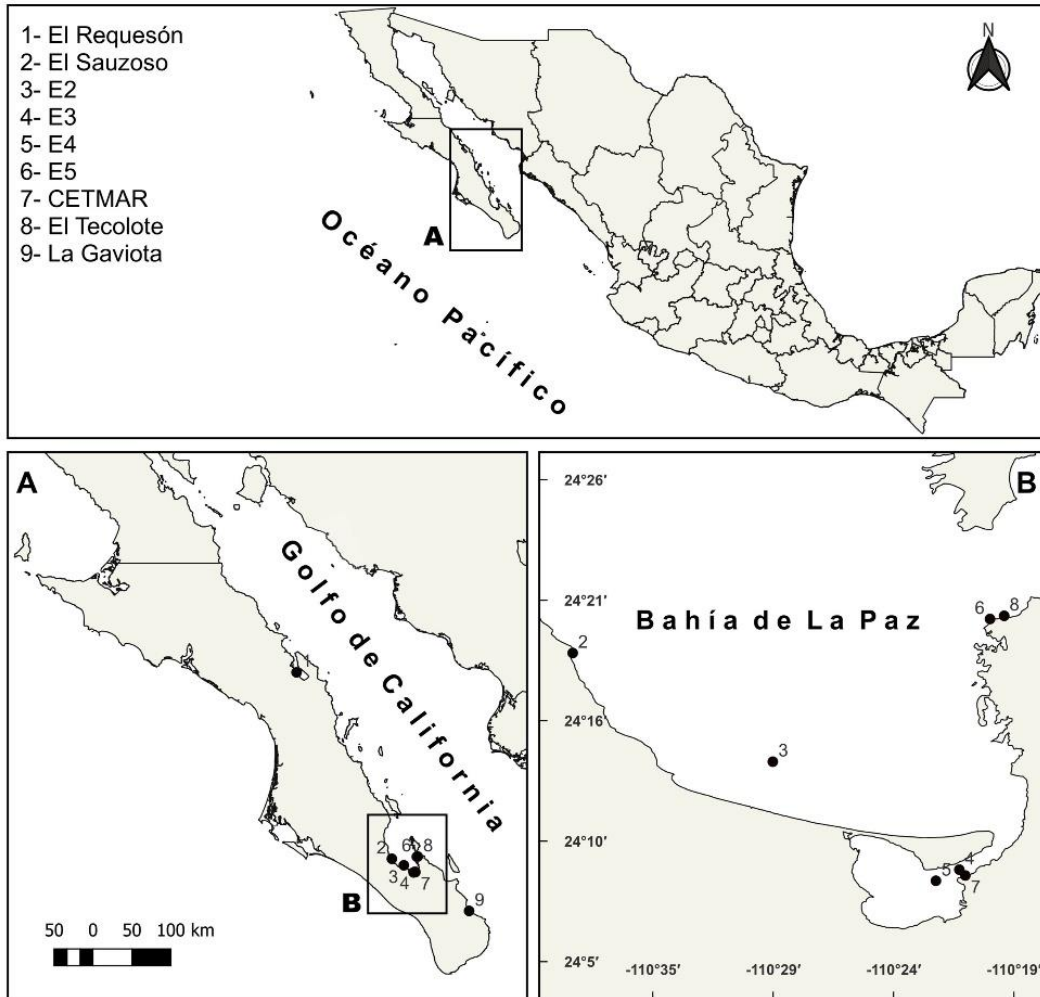 1- El Requesón
2- El Sauzoso
3- E2
4- E3
5- E4
6- E5
7- CETMAR
8- El Tecolote
9- La Gaviota
N
A
Océano Pacífico
A
Golfo de California
1
2
6
8
3
4
7
9
B
50 0 50 100 km
B
24°26'
24°21'
24°16'
24°10'
24°5'
Bahía de La Paz
6
8
2
3
4
5
7
-110°35'
-110°29'
-110°24'
-110°19'